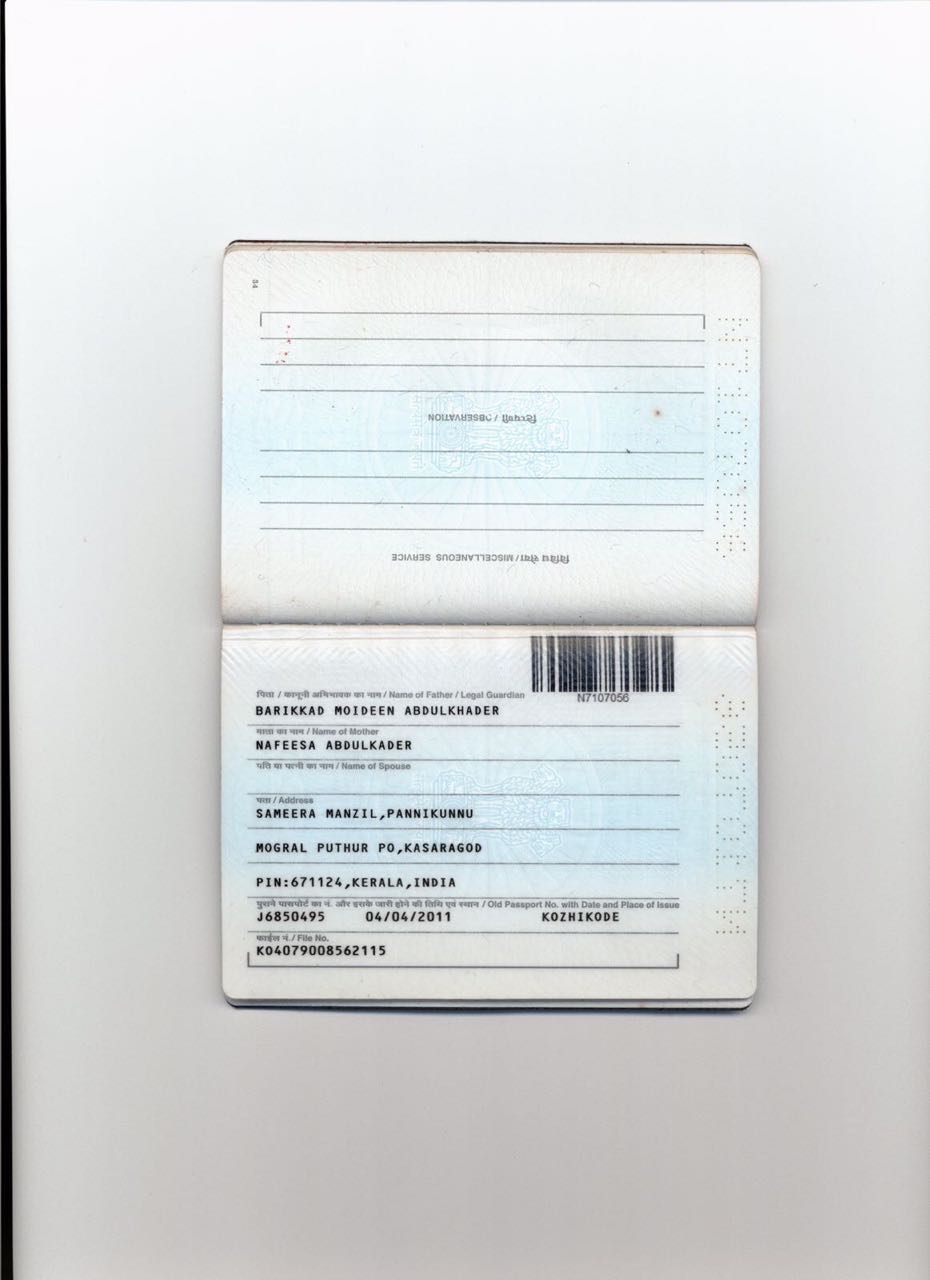 34
टिप्पणी / OBSERVATION
विविध सेवा / MISCELLANEOUS SERVICE
N7107056
पिता / कानूनी अभिभावक का नाम / Name of Father / Legal Guardian
BARIKKAD MOIDEEN ABDULKHADER
माता का नाम / Name of Mother
NAFEESA ABDULKADER
पति या पत्नी का नाम / Name of Spouse
पता / Address
SAMEERA MANZIL,PANNIKUNNU
MOGRAL PUTHUR PO,KASARAGOD
PIN:671124,KERALA,INDIA
पुराने पासपोर्ट का नं. और इसके जारी होने की तिथि एवं स्थान / Old Passport No. with Date and Place of Issue
J6850495 04/04/2011 KOZHIKODE
फाईल नं. / File No.
KO4079008562115